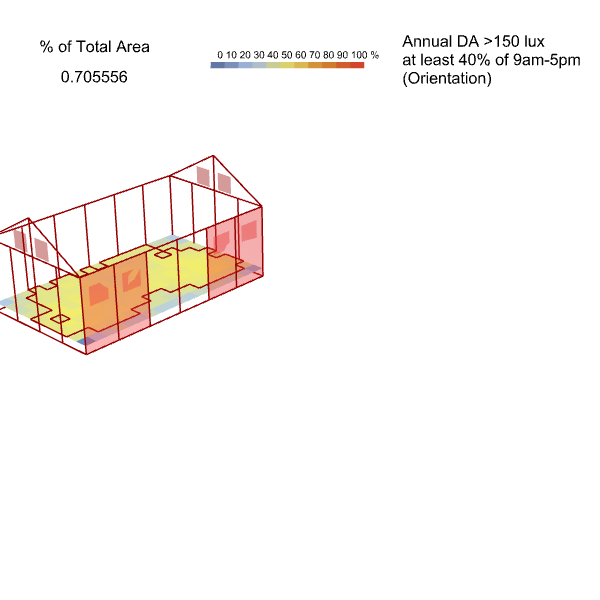 % of Total Area
0.705556
0 10 20 30 40 50 60 70 80 90 100 %
Annual DA >150 lux
at least 40% of 9am-5pm
(Orientation)